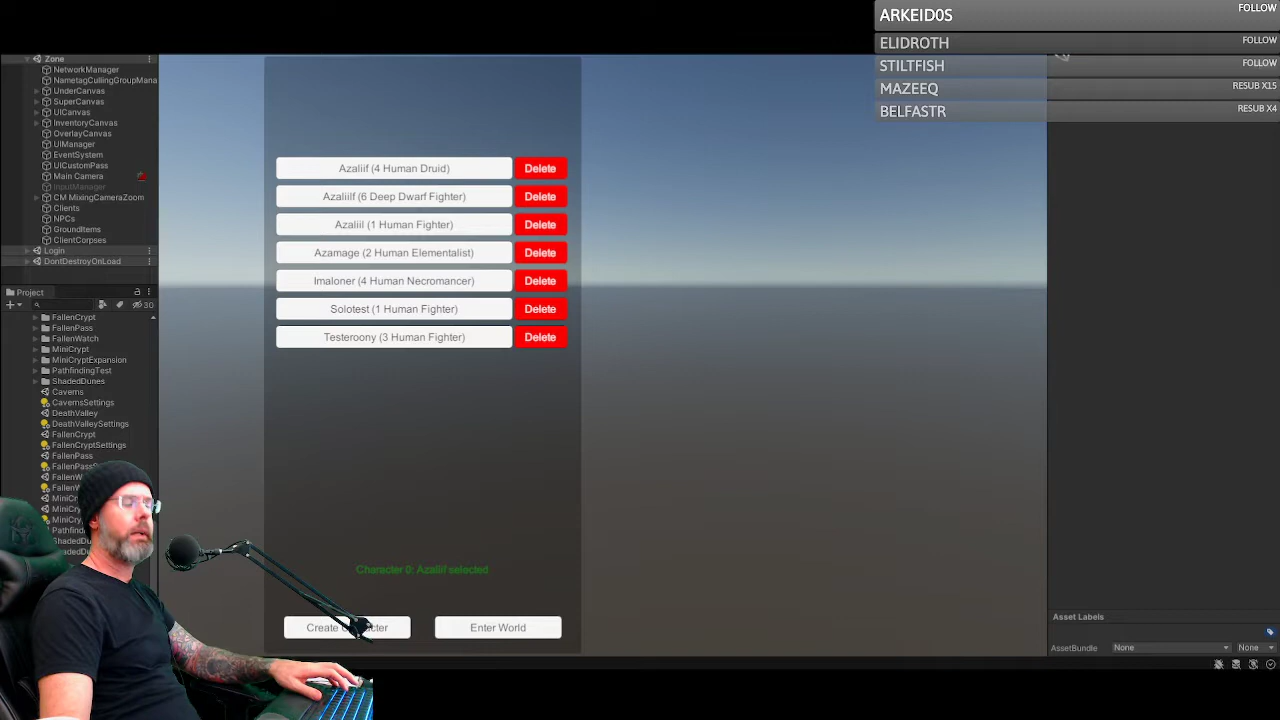 ARKEID0S FOLLOW
ELIDROTH FOLLOW
STILTFISH FOLLOW
MAZEEQ RESUB X15
BELFASTR RESUB X4
Zone
NetworkManager
NametagCullingGroupMana
UnderCanvas
SuperCanvas
UICanvas
InventoryCanvas
OverlayCanvas
UIManager
EventSystem
UICustomPass
Main Camera
InputManager
CM MixingCameraZoom
Clients
NPCs
GroundItems
ClientCorpses
Login
DontDestroyOnLoad
Project
30
FallenCrypt
FallenPass
FallenWatch
MiniCrypt
MiniCryptExpansion
PathfindingTest
ShadedDunes
Caverns
CavernsSettings
DeathValley
DeathValleySettings
FallenCrypt
FallenCryptSettings
FallenPass
Azaliif (4 Human Druid) Delete
Azaliilf (6 Deep Dwarf Fighter) Delete
Azaliil (1 Human Fighter) Delete
Azamage (2 Human Elementalist) Delete
Imaloner (4 Human Necromancer) Delete
Solotest (1 Human Fighter) Delete
Testeroony (3 Human Fighter) Delete
Character 0: Azaliif selected
Create Enter World
Asset Labels
AssetBundle None None